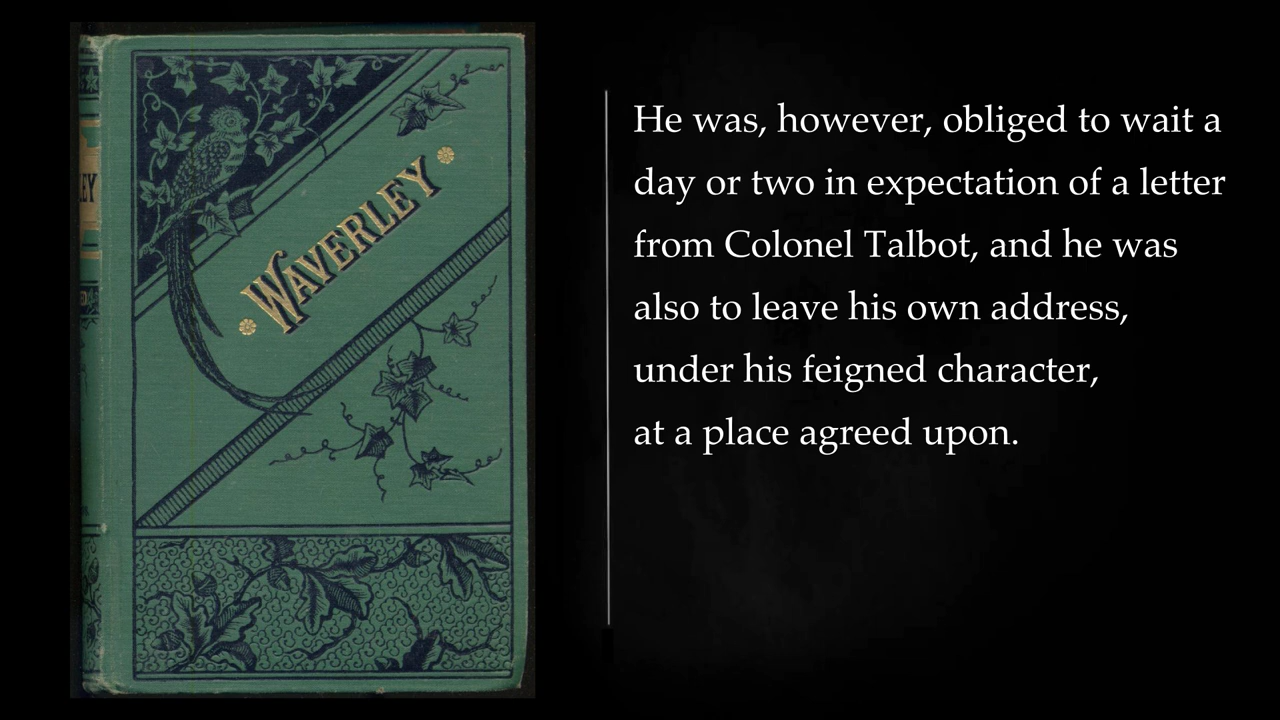 WAVERLEY
He was, however, obliged to wait a
day or two in expectation of a letter
from Colonel Talbot, and he was
also to leave his own address,
under his feigned character,
at a place agreed upon.